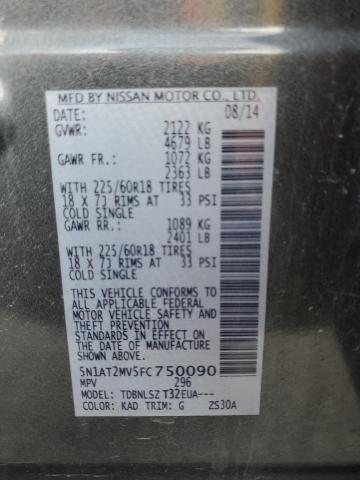 MFD BY NISSAN MOTOR CO., LTD.
DATE: 08/14
GVWR: 2122 KG
4679 LB
GAWR FR.: 1072 KG
2363 LB
WITH 225/60R18 TIRES
18 X 7J RIMS AT 33 PSI
COLD SINGLE
GAWR RR.: 1089 KG
2401 LB
WITH 225/60R18 TIRES
18 X 7J RIMS AT 33 PSI
COLD SINGLE
THIS VEHICLE CONFORMS TO
ALL APPLICABLE FEDERAL
MOTOR VEHICLE SAFETY
AND THEFT PREVENTION
STANDARDS IN EFFECT ON
THE DATE OF MANUFACTURE
SHOWN ABOVE.
5N1AT2MV5FC750090
MPV 296
MODEL: TDBNLSZ T32EUA---
COLOR: KAD TRIM: G ZS30A